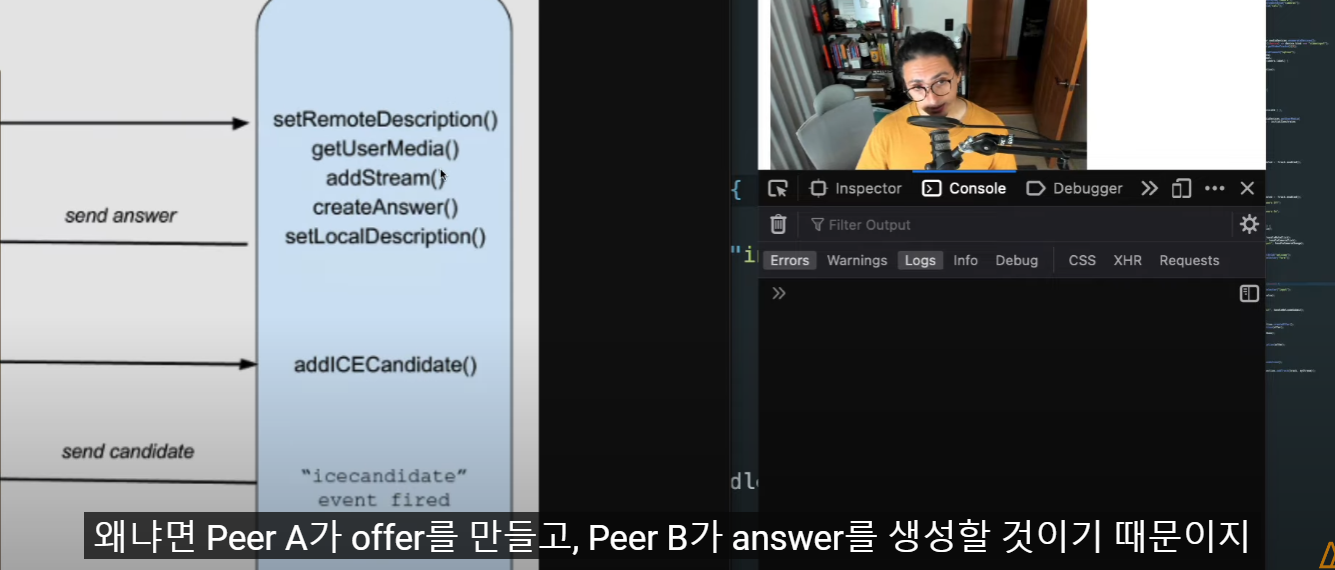 setRemoteDescription()
getUserMedia()
addStream()
send answer
createAnswer()
setLocalDescription()
addICECandidate()
send candidate
“icecandidate”
event fired
{
"i
dl
Inspector
Console
Debugger
Filter Output
Errors
Warnings
Logs
Info
Debug
CSS
XHR
Requests
왜냐면 Peer A가 offer를 만들고, Peer B가 answer를 생성할 것이기 때문이지